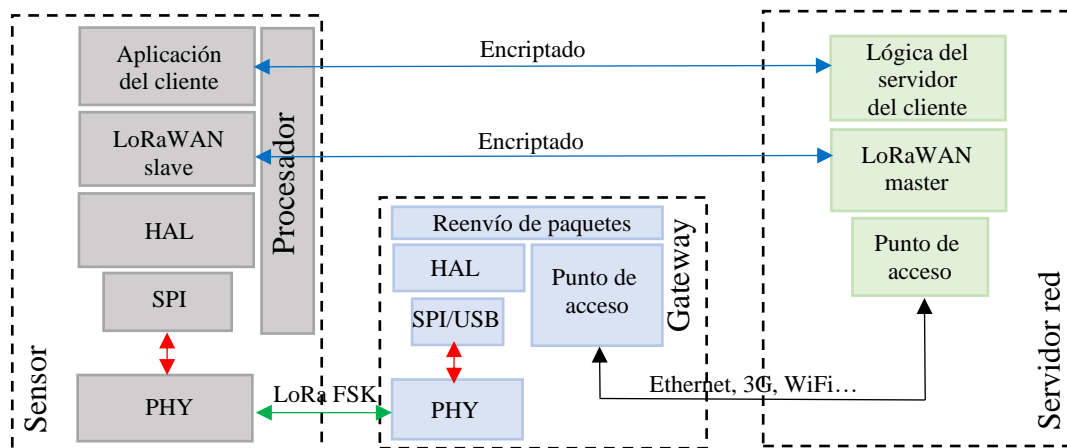 Aplicación
del cliente
LoRaWAN
slave
HAL
SPI
PHY
Procesador
Sensor
Encriptado
Encriptado
LoRa FSK
Reenvío de paquetes
HAL
SPI/USB
PHY
Punto de
acceso
Gateway
Ethernet, 3G, WiFi…
Lógica del
servidor
del cliente
LoRaWAN
master
Punto de
acceso
Servidor red